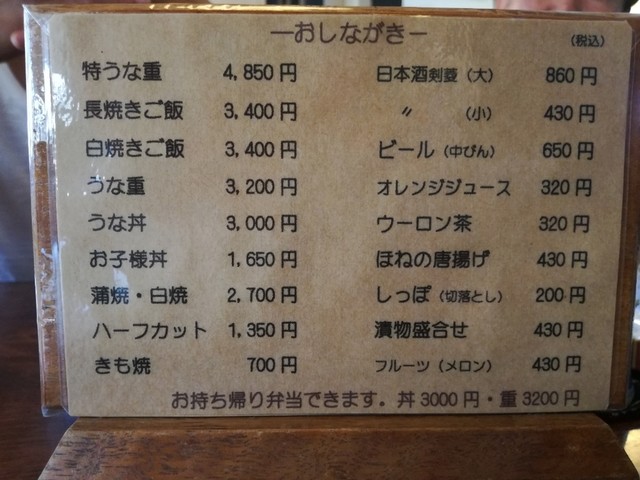 ―おしながき―
(税込)
特うな重 4,850円
長焼きご飯 3,400円
白焼きご飯 3,400円
うな重 3,200円
うな丼 3,000円
お子様丼 1,650円
蒲焼・白焼 2,700円
ハーフカット 1,350円
きも焼 700円
日本酒剣菱(大) 860円
〃 (小) 430円
ビール(中びん) 650円
オレンジジュース 320円
ウーロン茶 320円
ほねの唐揚げ 430円
しっぽ(切落とし) 200円
漬物盛合せ 430円
フルーツ(メロン) 430円
お持ち帰り弁当できます. 丼3000円・重3200円